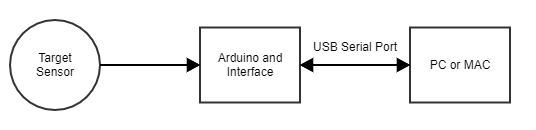 Target
Sensor
Arduino and
Interface
USB Serial Port
PC or MAC